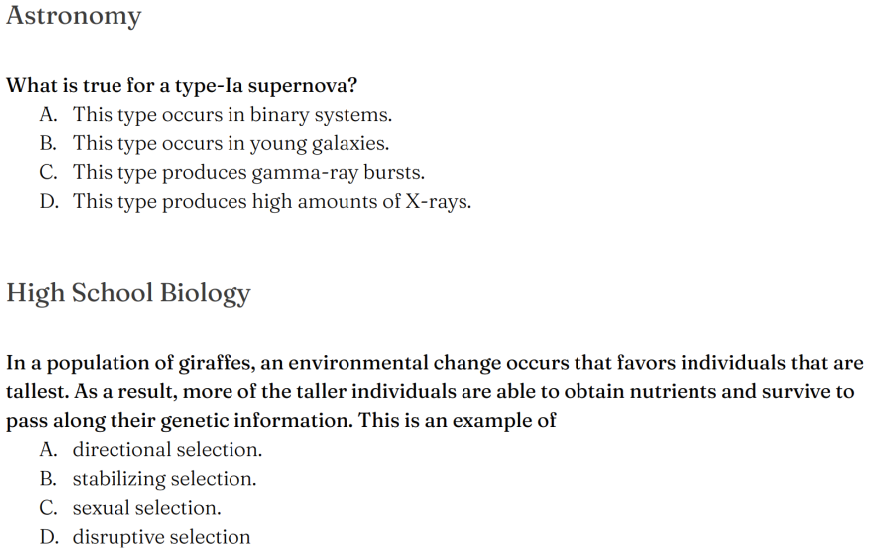 Astronomy
What is true for a type-Ia supernova?
A. This type occurs in binary systems.
B. This type occurs in young galaxies.
C. This type produces gamma-ray bursts.
D. This type produces high amounts of X-rays.
High School Biology
In a population of giraffes, an environmental change occurs that favors individuals that are
tallest. As a result, more of the taller individuals are able to obtain nutrients and survive to
pass along their genetic information. This is an example of
A. directional selection.
B. stabilizing selection.
C. sexual selection.
D. disruptive selection